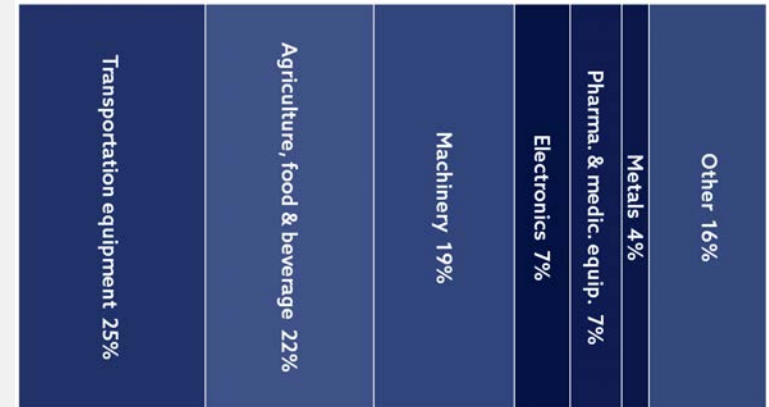 Transportation equipment 25%
Agriculture, food & beverage 22%
Machinery 19%
Electronics 7%
Pharma. & medic. equip. 7%
Metals 4%
Other 16%